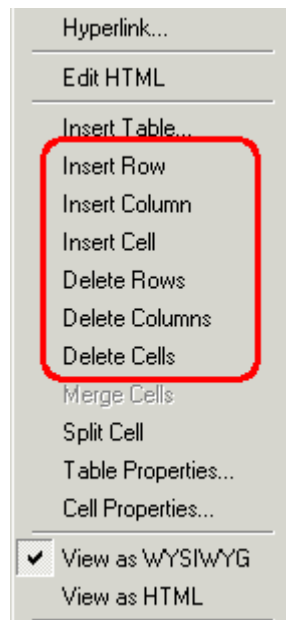 Hyperlink...
Edit HTML
Insert Table...
Insert Row
Insert Column
Insert Cell
Delete Rows
Delete Columns
Delete Cells
Merge Cells
Split Cell
Table Properties...
Cell Properties...
View as WYSIWYG
View as HTML